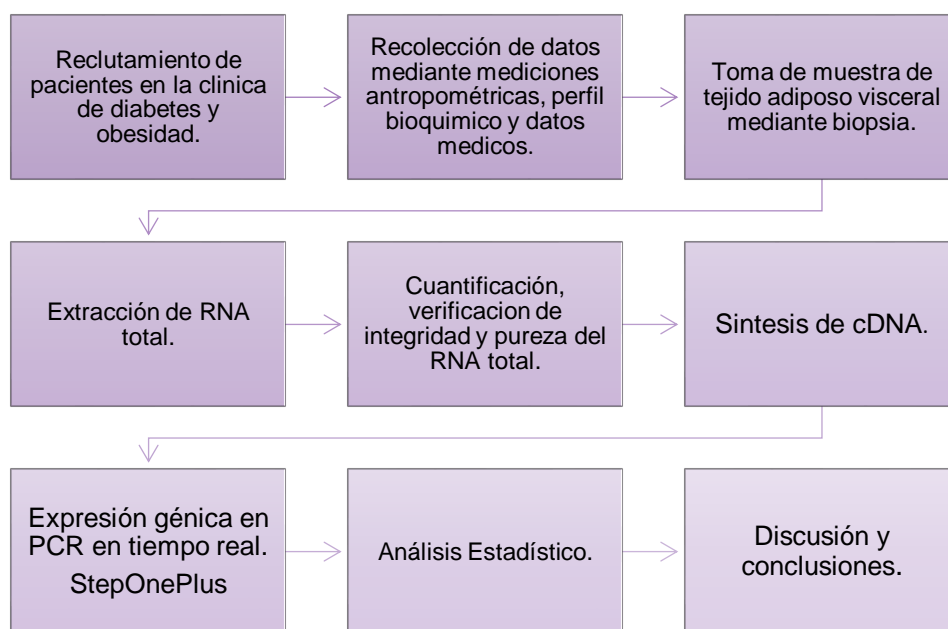 Reclutamiento de
pacientes en la clinica
de diabetes y
obesidad.
Recolección de datos
mediante mediciones
antropométricas, perfil
bioquimico y datos
medicos.
Toma de muestra de
tejido adiposo visceral
mediante biopsia.
Extracción de RNA
total.
Cuantificación,
verificacion de
integridad y pureza del
RNA total.
Sintesis de cDNA.
Expresión génica en
PCR en tiempo real.
StepOnePlus
Análisis Estadístico.
Discusión y
conclusiones.